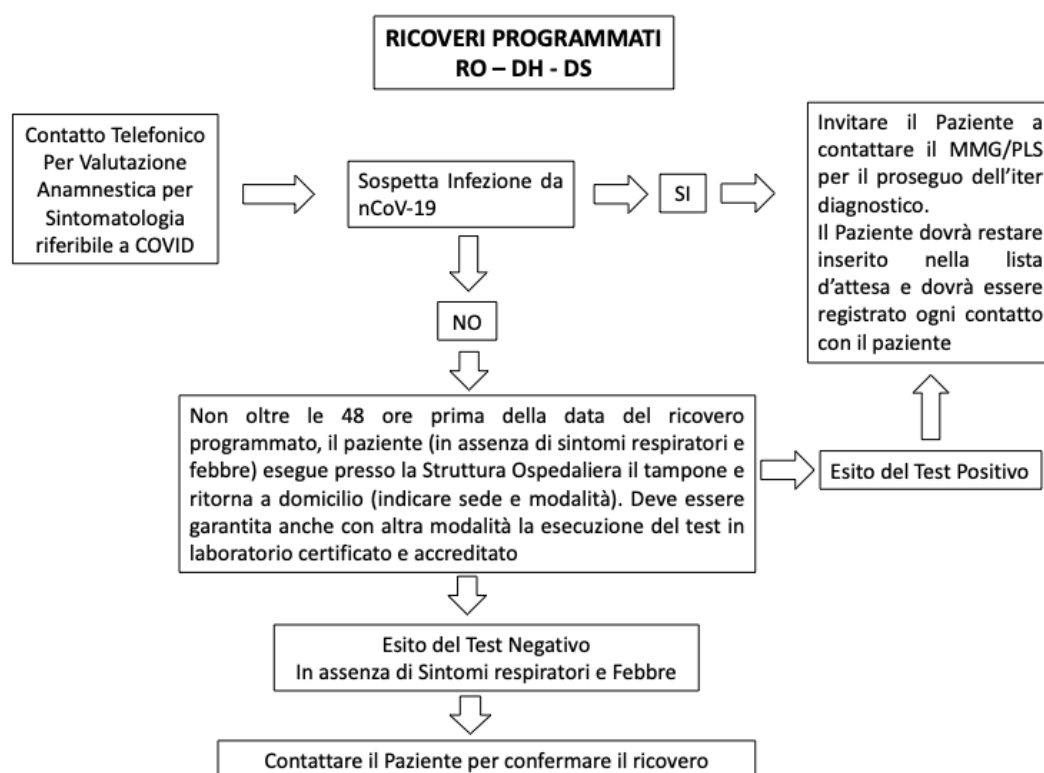 RICOVERI PROGRAMMATI
RO – DH - DS
Contatto Telefonico
Per Valutazione
Anamnestica per
Sintomatologia
riferibile a COVID
Sospetta Infezione da
nCoV-19
SI
Invitare il Paziente a
contattare il MMG/PLS
per il proseguo dell’iter
diagnostico.
Il Paziente dovrà restare
inserito nella lista
d’attesa e dovrà essere
registrato ogni contatto
con il paziente
NO
Non oltre le 48 ore prima della data del ricovero
programmato, il paziente (in assenza di sintomi respiratori e
febbre) esegue presso la Struttura Ospedaliera il tampone e
ritorna a domicilio (indicare sede e modalità). Deve essere
garantita anche con altra modalità la esecuzione del test in
laboratorio certificato e accreditato
Esito del Test Positivo
Esito del Test Negativo
In assenza di Sintomi respiratori e Febbre
Contattare il Paziente per confermare il ricovero